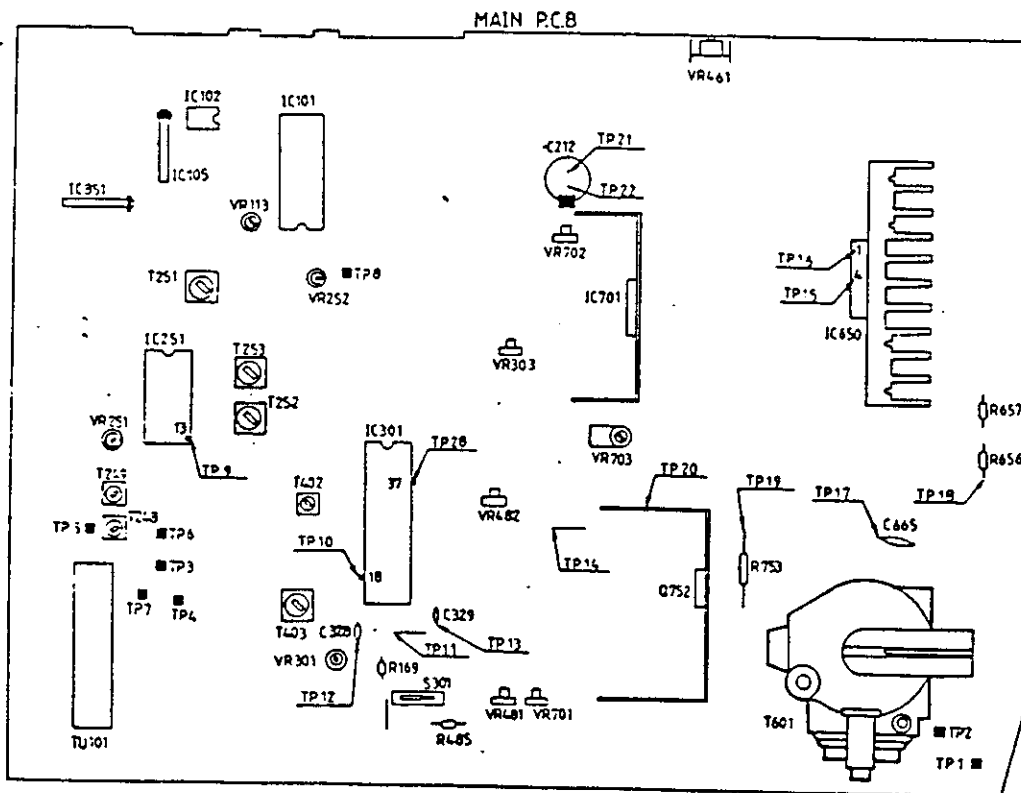 MAIN P.C.B
VR461
IC102
IC101
IC105
IC351
VR113
C212
TP21
TP22
VR702
T251
VR252
TP8
IC701
TP14
1
4
TP15
IC650
IC251
T253
T252
VR303
VR251
13
TP9
IC301
TP28
37
VR703
R657
R656
T249
T248
TP5
TP6
T402
VR482
TP20
TP19
TP17
TP18
C665
TP10
18
TP14
TP3
TP7
TP4
Q752
R753
T403
C328
C329
TP11
TP13
VR301
R169
TP12
S301
VR481
VR701
R485
TU101
T601
TP2
TP1